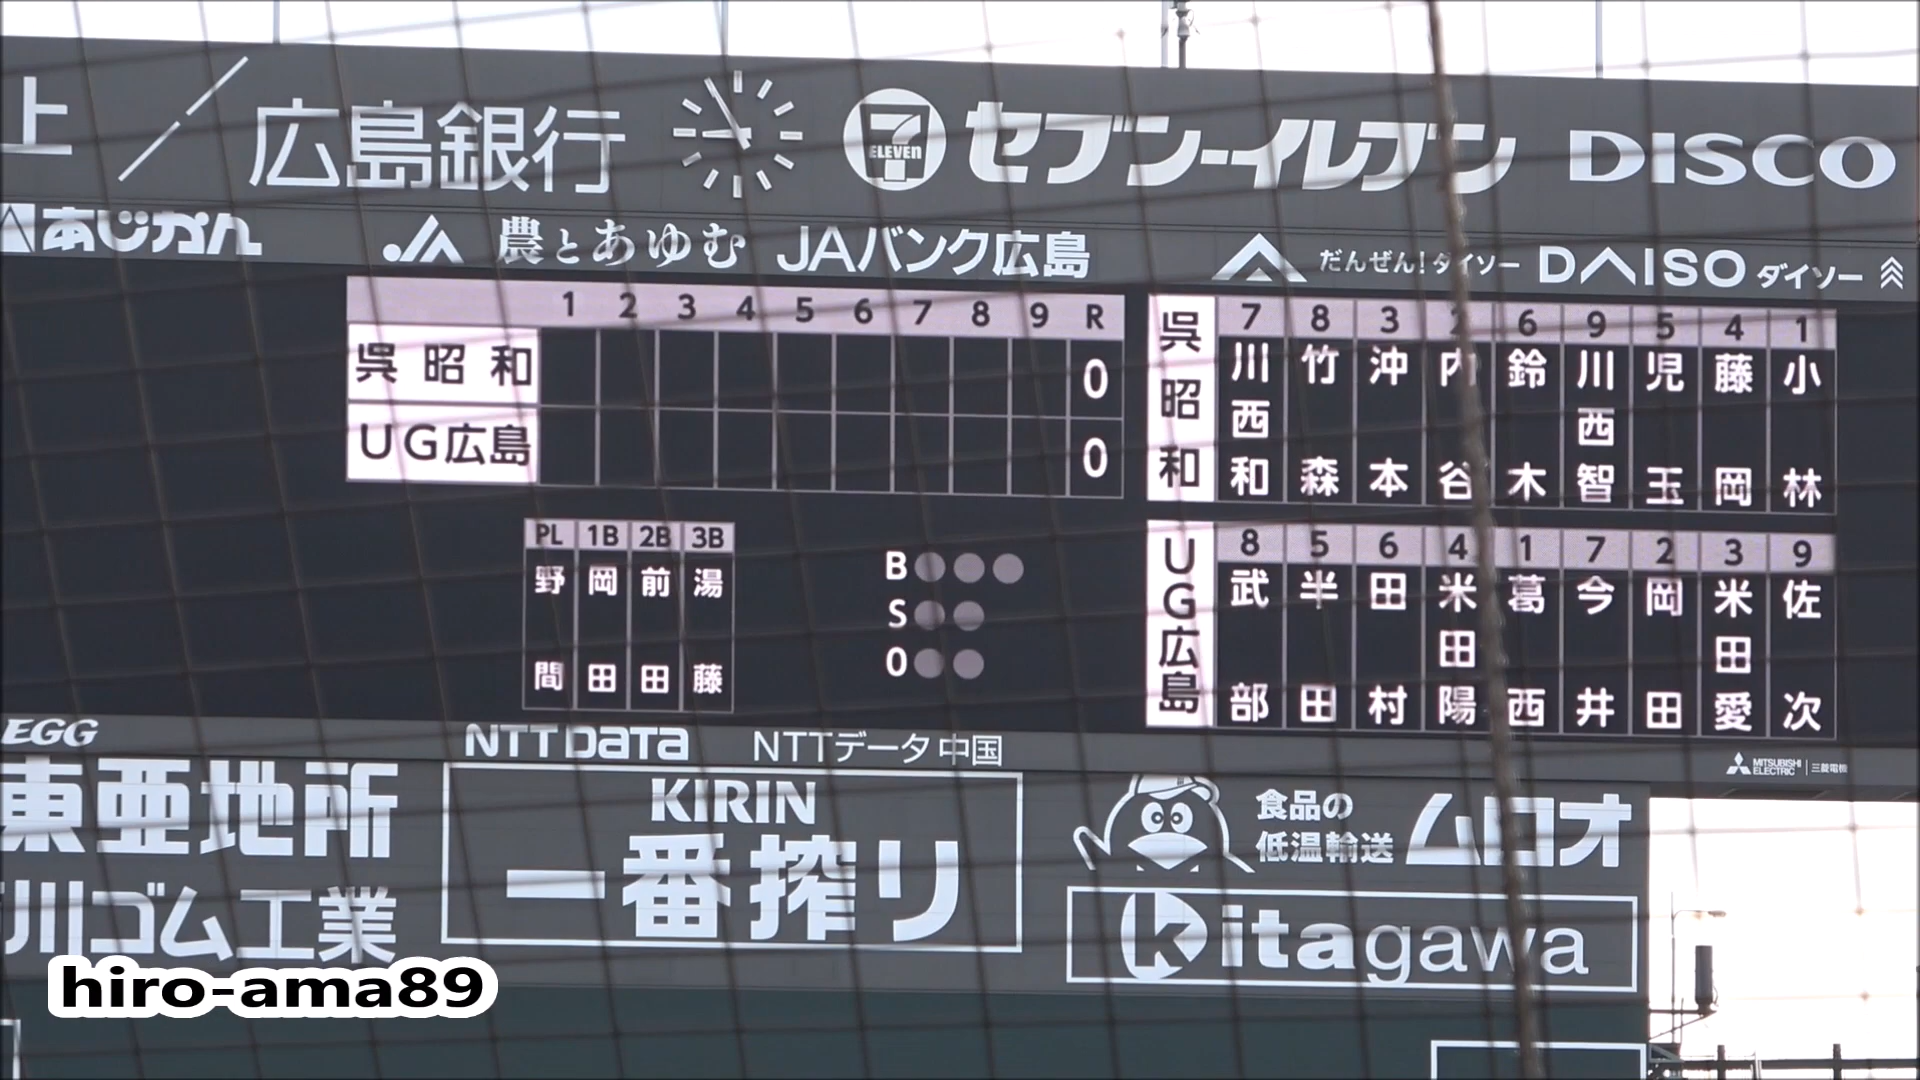 上
広島銀行
7
ELEVEN
セブン-イレブン
DISCO
あじかん
JA
農とあゆむ
JAバンク広島
だんぜん!ダイソー
DAISO ダイソー
1 2 3 4 5 6 7 8 9 R
呉昭和 0
UG広島 0
呉昭和
7 8 3 2 6 9 5 4 1
川西和
竹森
沖本
内谷
鈴木
川西智
児玉
藤岡
小林
PL 1B 2B 3B
野間
岡田
前田
湯藤
B
S
O
UG広島
8 5 6 4 1 7 2 3 9
武部
半田
田村
米田陽
葛西
今井
岡田
米田愛
佐次
EGG
NTT DATA
NTTデータ中国
MITSUBISHI ELECTRIC
三菱電機
東亜地所
川ゴム工業
KIRIN
一番搾り
食品の
低温輸送
ムロオ
Kitagawa
hiro-ama89